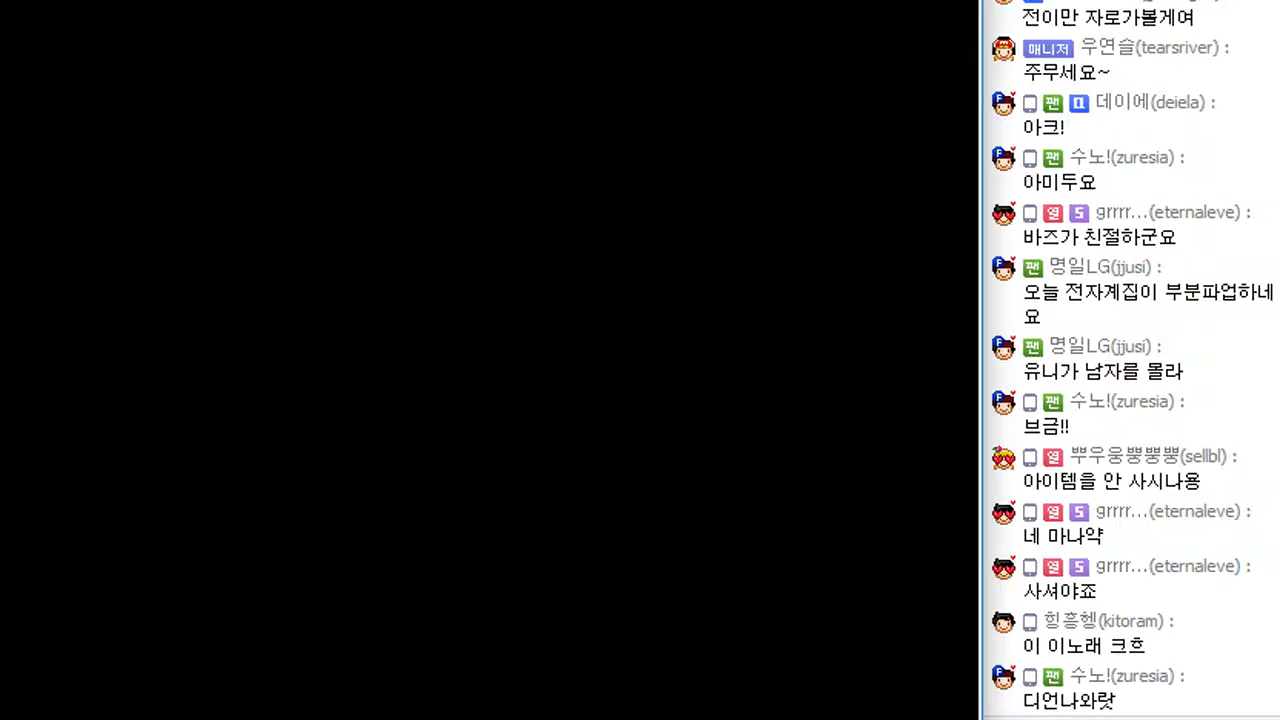 전이만 자로가볼게여
매니저 우연슬(tearsriver) :
주무세요~
팬 데이에(deiela) :
아크!
팬 수노!(zuresia) :
아미두요
열 S grrrr...(eternaleve) :
바즈가 친절하군요
팬 명일LG(jjusi) :
오늘 전자계집이 부분파업하네
요
팬 명일LG(jjusi) :
유니가 남자를 몰라
팬 수노!(zuresia) :
브금!!
열 뿌우웅뿡뿡뿡(sellbl) :
아이템을 안 사시나용
열 S grrrr...(eternaleve) :
네 마나약
열 S grrrr...(eternaleve) :
사셔야죠
힝흥헹(kitoram) :
이 이노래 크흐
팬 수노!(zuresia) :
디언나와랏